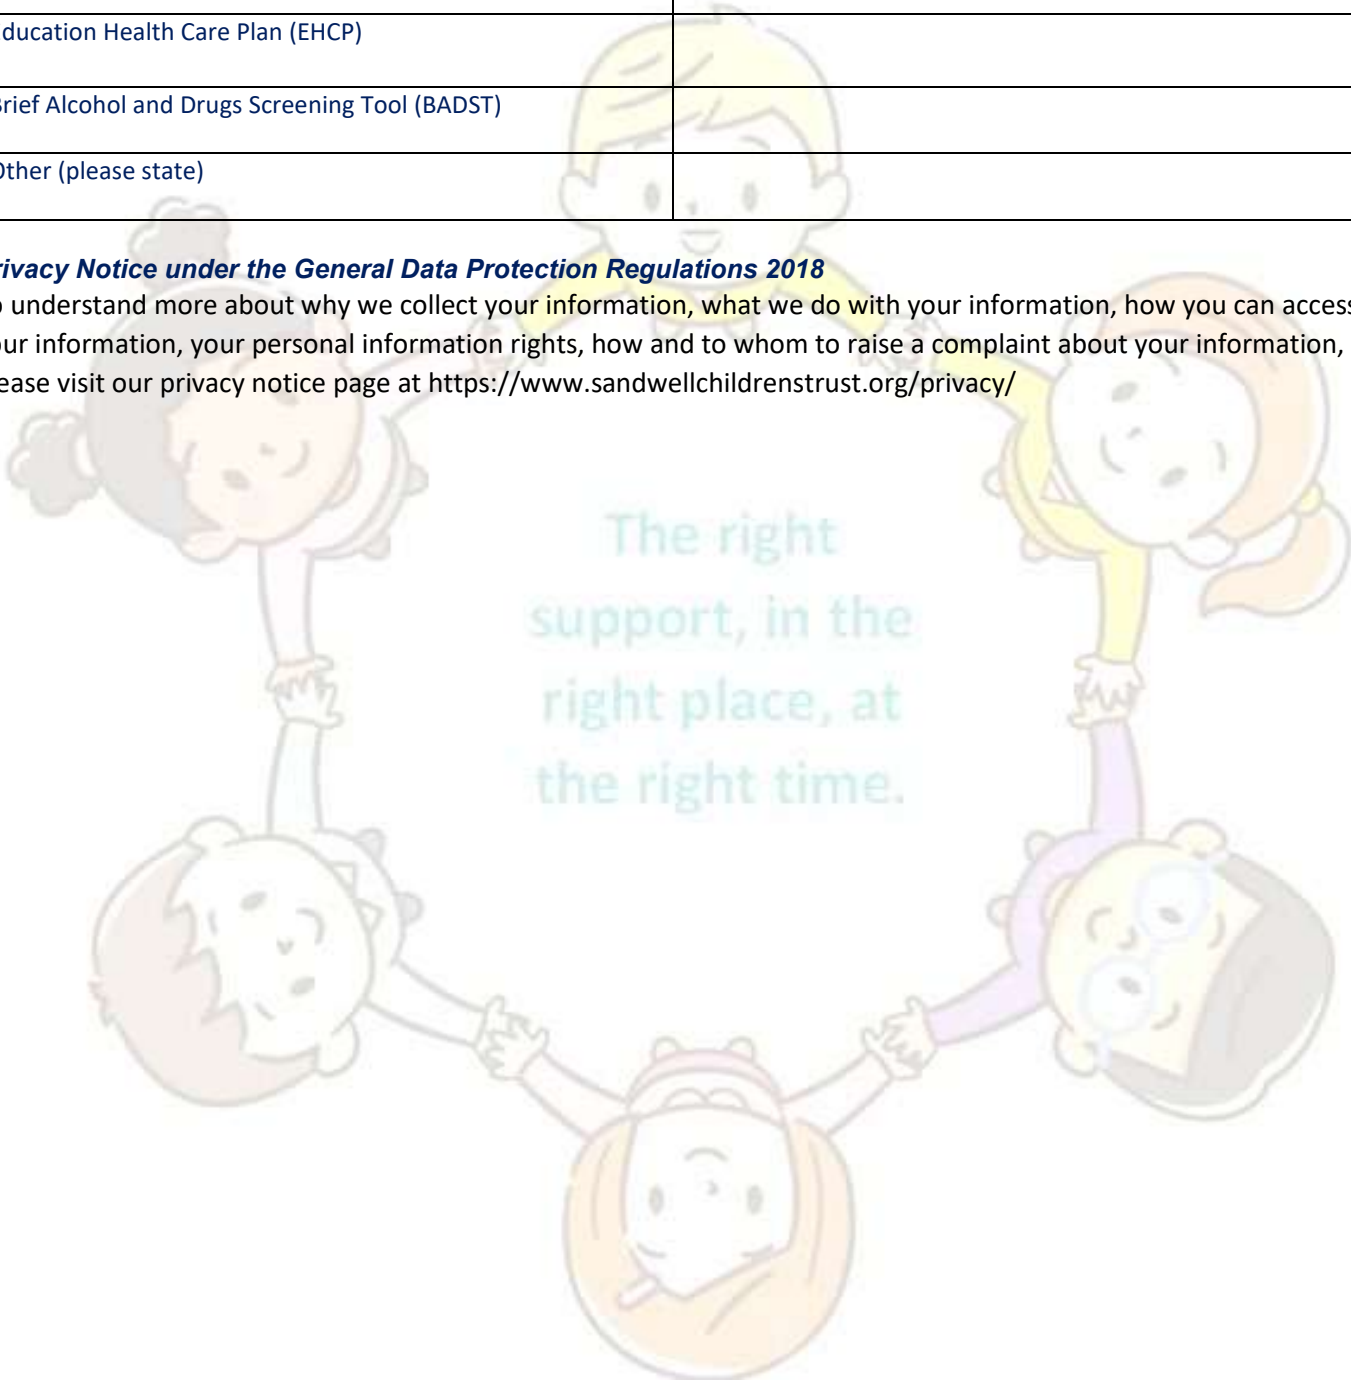 ducation Health Care Plan (EHCP)
rief Alcohol and Drugs Screening Tool (BADST)
ther (please state)
rivacy Notice under the General Data Protection Regulations 2018
o understand more about why we collect your information, what we do with your information, how you can access
ur information, your personal information rights, how and to whom to raise a complaint about your information,
ease visit our privacy notice page at https://www.sandwellchildrenstrust.org/privacy/
The right
support, in the
right place, at
the right time.